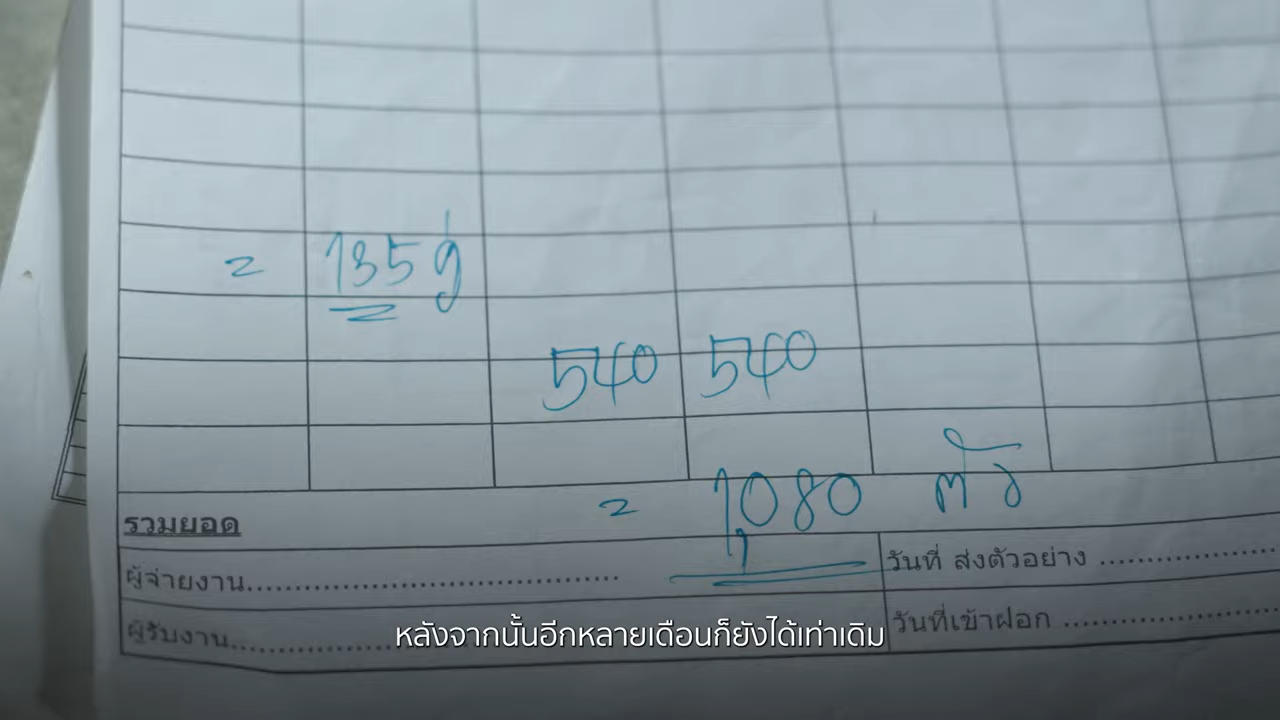 = 135 คู่
540 540
= 1,080 ตัว
รวมยอด
ผู้จ่ายงาน................................................ วันที่ ส่งตัวอย่าง ....................
ผู้รับงาน................................................ วันที่เข้าฝอก ....................
หลังจากนั้นอีกหลายเดือนก็ยังได้เท่าเดิม